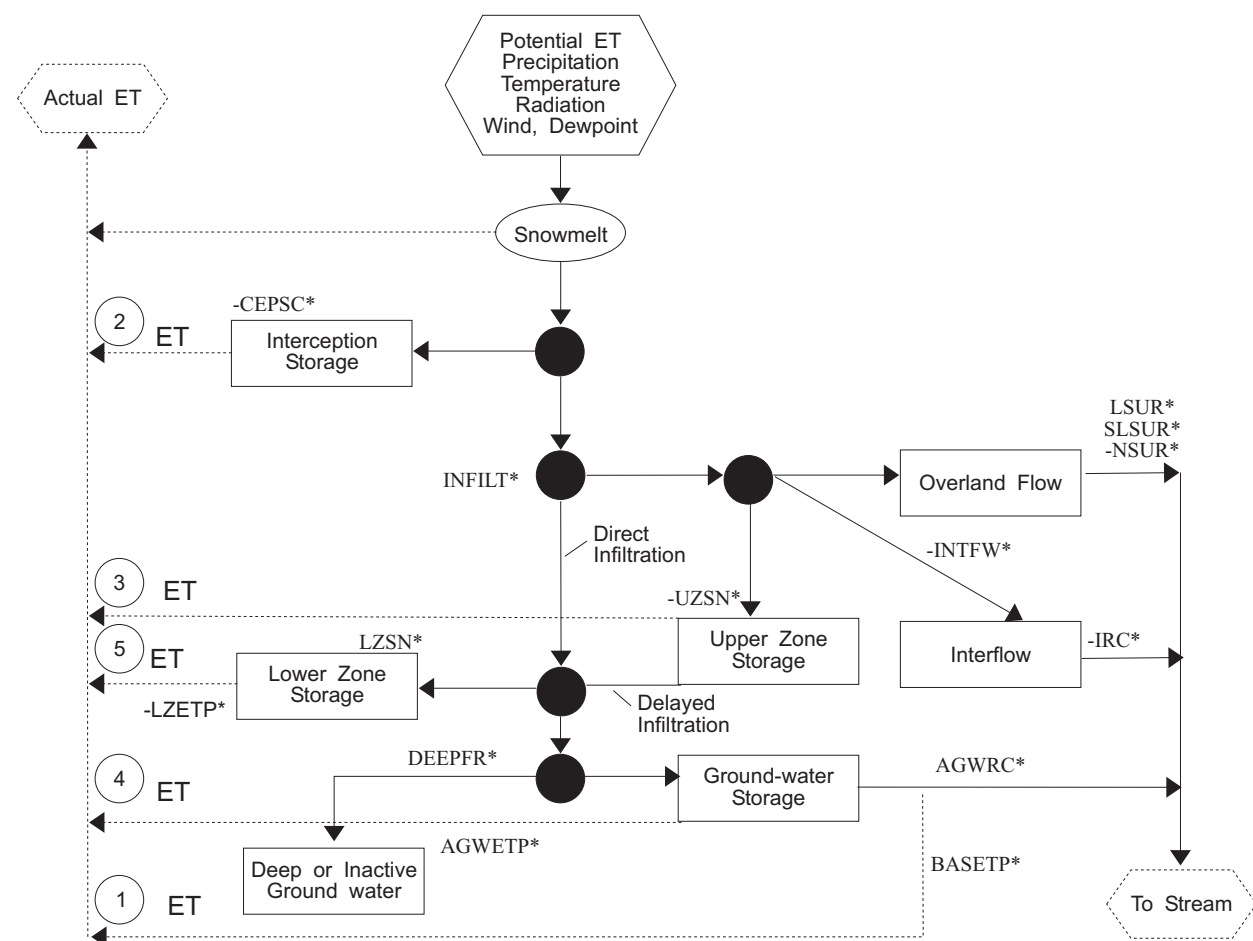 Potential ET
Precipitation
Temperature
Radiation
Wind, Dewpoint
Actual ET
Snowmelt
2
ET
-CEPSC*
Interception
Storage
LSUR*
SLSUR*
-NSUR*
INFILT*
Overland Flow
Direct
Infiltration
-INTFW*
3
ET
-UZSN*
Upper Zone
Storage
Interflow
-IRC*
5
ET
LZSN*
Lower Zone
Storage
-LZETP*
Delayed
Infiltration
4
ET
DEEPFR*
Ground-water
Storage
AGWRC*
AGWETP*
Deep or Inactive
Ground water
BASETP*
1
ET
To Stream